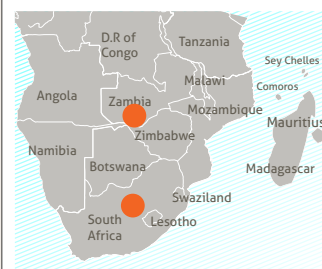 D.R of
Congo
Tanzania
Sey Chelles
Malawi
Comoros
Angola
Zambia
Mozambique
Mauritius
Zimbabwe
Namibia
Botswana
Madagascar
Swaziland
South
Africa
Lesotho